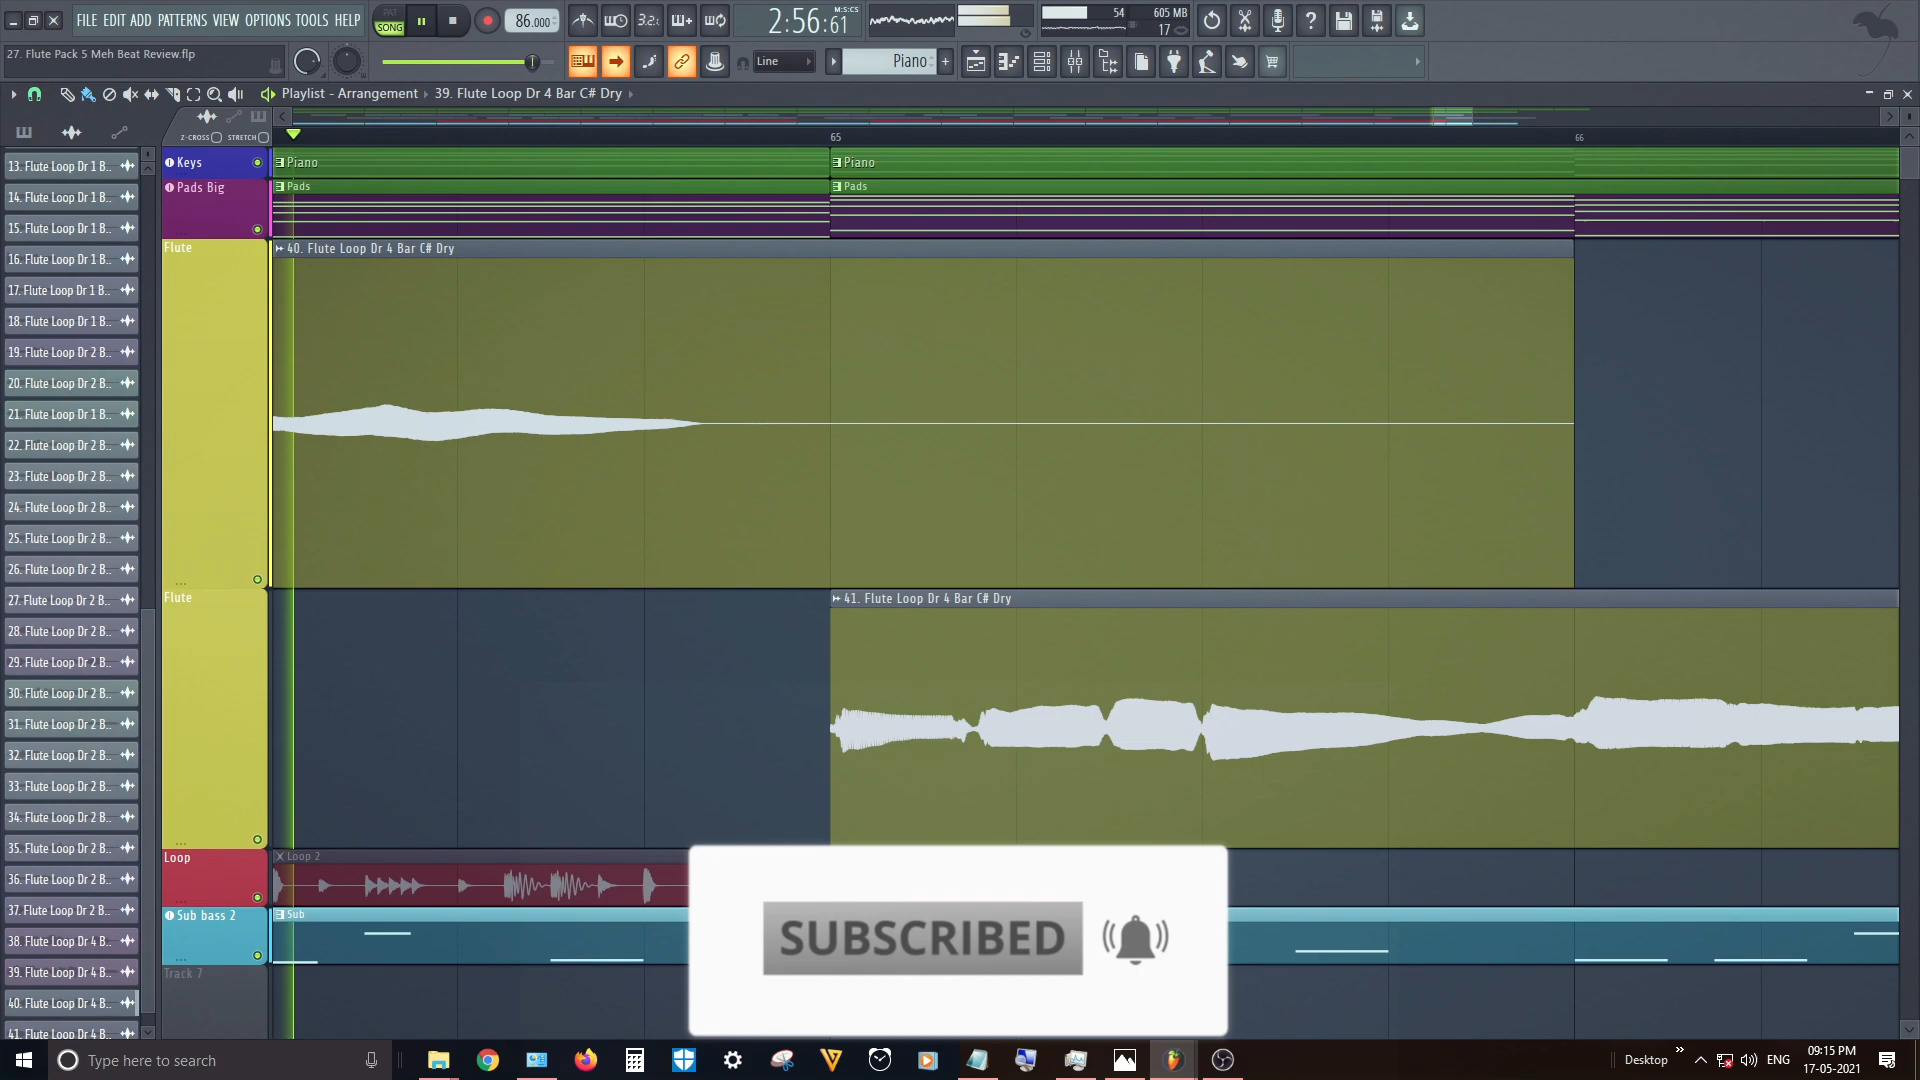 FILE EDIT ADD PATTERNS VIEW OPTIONS TOOLS HELP
PAT
SONG
86.000
3.2.
2:56:61
M:S:CS
54
605 MB
17
27. Flute Pack 5 Meh Beat Review.flp
Line
Piano
Playlist - Arrangement
39. Flute Loop Dr 4 Bar C# Dry
Z-CROSS
STRETCH
65
66
13. Flute Loop Dr 1 B..
14. Flute Loop Dr 1 B..
15. Flute Loop Dr 1 B..
16. Flute Loop Dr 1 B..
17. Flute Loop Dr 1 B..
18. Flute Loop Dr 1 B..
19. Flute Loop Dr 2 B..
20. Flute Loop Dr 2 B..
21. Flute Loop Dr 1 B..
22. Flute Loop Dr 2 B..
23. Flute Loop Dr 2 B..
24. Flute Loop Dr 2 B..
25. Flute Loop Dr 2 B..
26. Flute Loop Dr 2 B..
27. Flute Loop Dr 2 B..
28. Flute Loop Dr 2 B..
29. Flute Loop Dr 2 B..
30. Flute Loop Dr 2 B..
31. Flute Loop Dr 2 B..
32. Flute Loop Dr 2 B..
33. Flute Loop Dr 2 B..
34. Flute Loop Dr 2 B..
35. Flute Loop Dr 2 B..
36. Flute Loop Dr 2 B..
37. Flute Loop Dr 2 B..
38. Flute Loop Dr 4 B..
39. Flute Loop Dr 4 B..
40. Flute Loop Dr 4 B..
41. Flute Loop Dr 4 B..
Keys
Piano
Piano
Pads Big
Pads
Pads
Flute
40. Flute Loop Dr 4 Bar C# Dry
Flute
41. Flute Loop Dr 4 Bar C# Dry
Loop
Loop 2
Sub bass 2
Sub
Track 7
SUBSCRIBED
Type here to search
Desktop
ENG
09:15 PM
17-05-2021